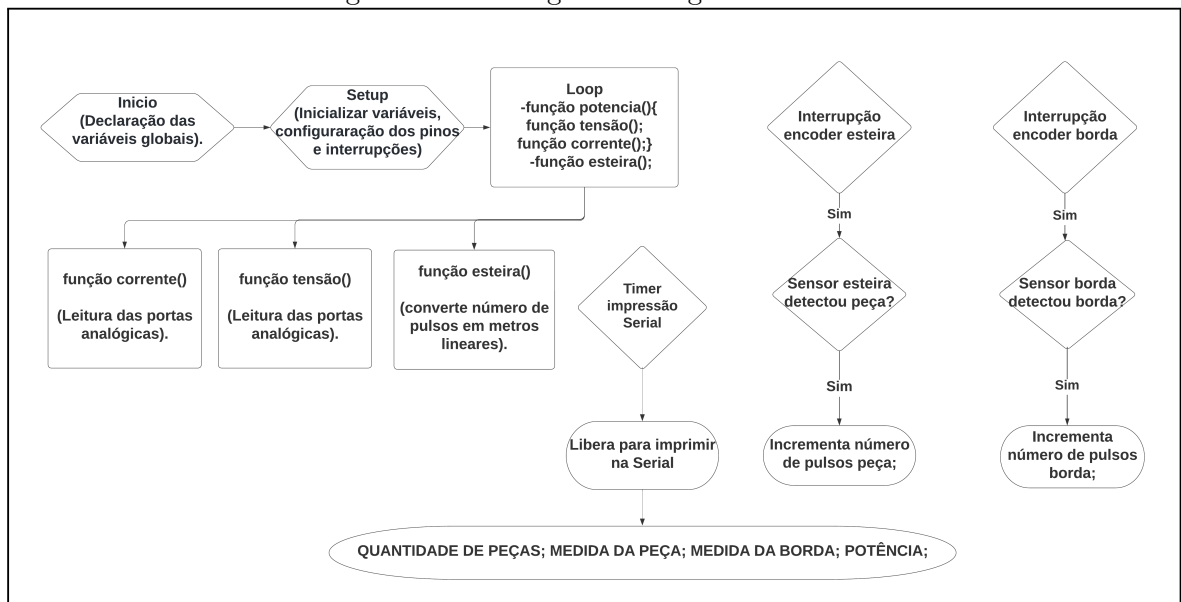 Inicio
(Declaração das
variáveis globais).
Setup
(Inicializar variáveis,
configuraração dos pinos
e interrupções)
Loop
-função potencia(){
função tensão();
função corrente();}
-função esteira();
função corrente()
(Leitura das portas
analógicas).
função tensão()
(Leitura das portas
analógicas).
função esteira()
(converte número de
pulsos em metros
lineares).
Timer
impressão
Serial
Libera para imprimir
na Serial
QUANTIDADE DE PEÇAS; MEDIDA DA PEÇA; MEDIDA DA BORDA; POTÊNCIA;
Interrupção
encoder esteira
Sim
Sensor esteira
detectou peça?
Sim
Incrementa número
de pulsos peça;
Interrupção
encoder borda
Sim
Sensor borda
detectou borda?
Sim
Incrementa
número de pulsos
borda;